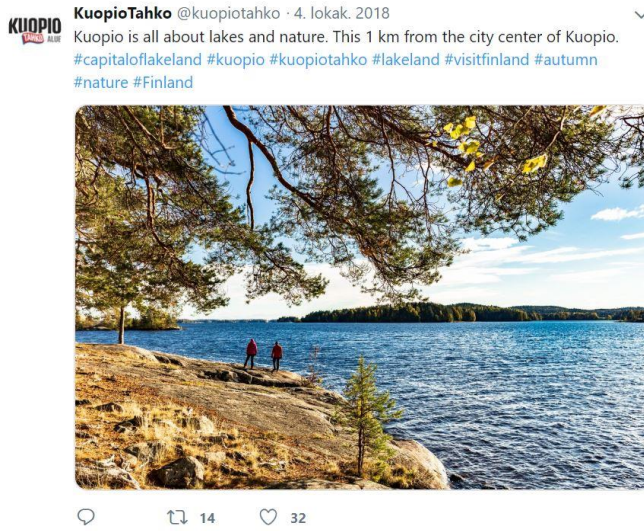 KUOPIO
TAHKO ALUE
KuopioTahko @kuopiotahko · 4. lokak. 2018
Kuopio is all about lakes and nature. This 1 km from the city center of Kuopio.
#capitaloflakeland #kuopio #kuopiotahko #lakeland #visitfinland #autumn
#nature #Finland
14 32